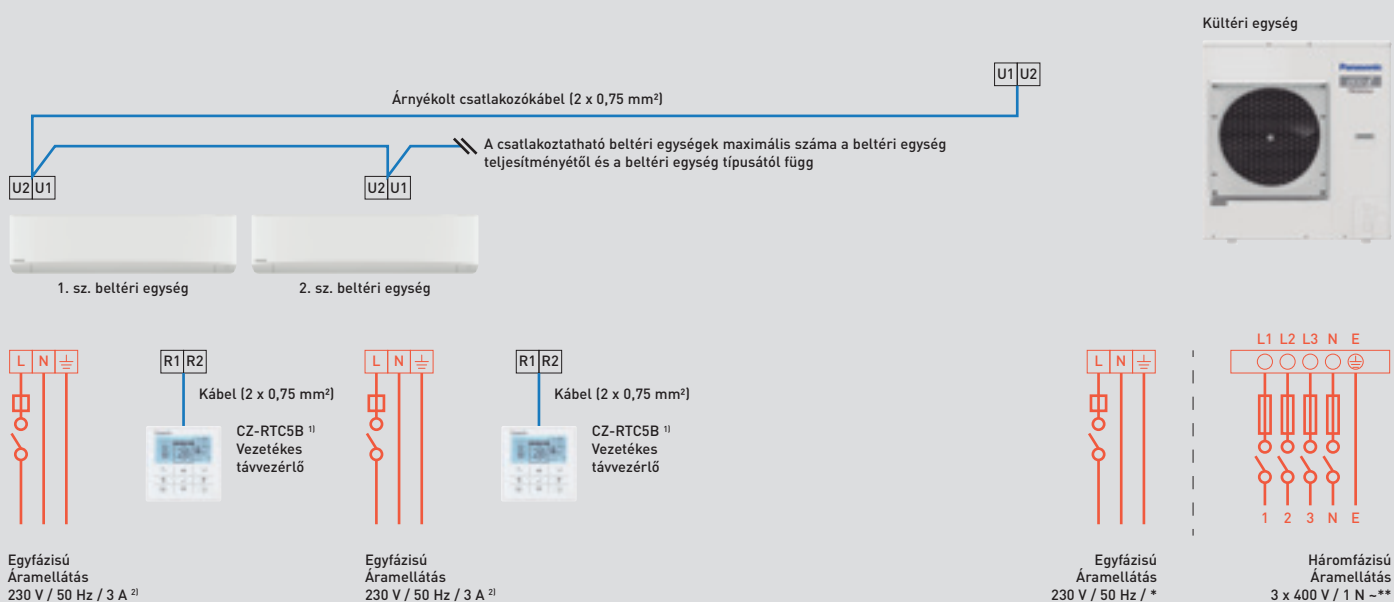 Kültéri egység
Panasonic
U1 U2
Árnyékolt csatlakozókábel (2 x 0,75 mm²)
A csatlakoztatható beltéri egységek maximális száma a beltéri egység
teljesítményétől és a beltéri egység típusától függ
U2 U1
U2 U1
1. sz. beltéri egység
2. sz. beltéri egység
L N
R1 R2
Kábel (2 x 0,75 mm²)
CZ-RTC5B ¹⁾
Vezetékes
távvezérlő
L N
R1 R2
Kábel (2 x 0,75 mm²)
CZ-RTC5B ¹⁾
Vezetékes
távvezérlő
L N
L1 L2 L3 N E
1 2 3 N E
Egyfázisú
Áramellátás
230 V / 50 Hz / 3 A ²⁾
Egyfázisú
Áramellátás
230 V / 50 Hz / 3 A ²⁾
Egyfázisú
Áramellátás
230 V / 50 Hz / *
Háromfázisú
Áramellátás
3 x 400 V / 1 N ~**